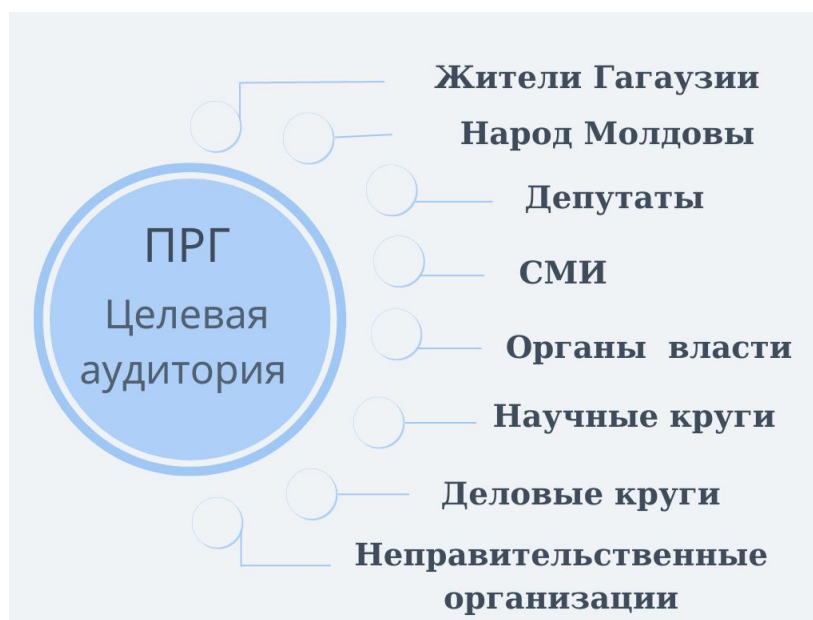 ПРГ
Целевая
аудитория
Жители Гагаузии
Народ Молдовы
Депутаты
СМИ
Органы власти
Научные круги
Деловые круги
Неправительственные
организации